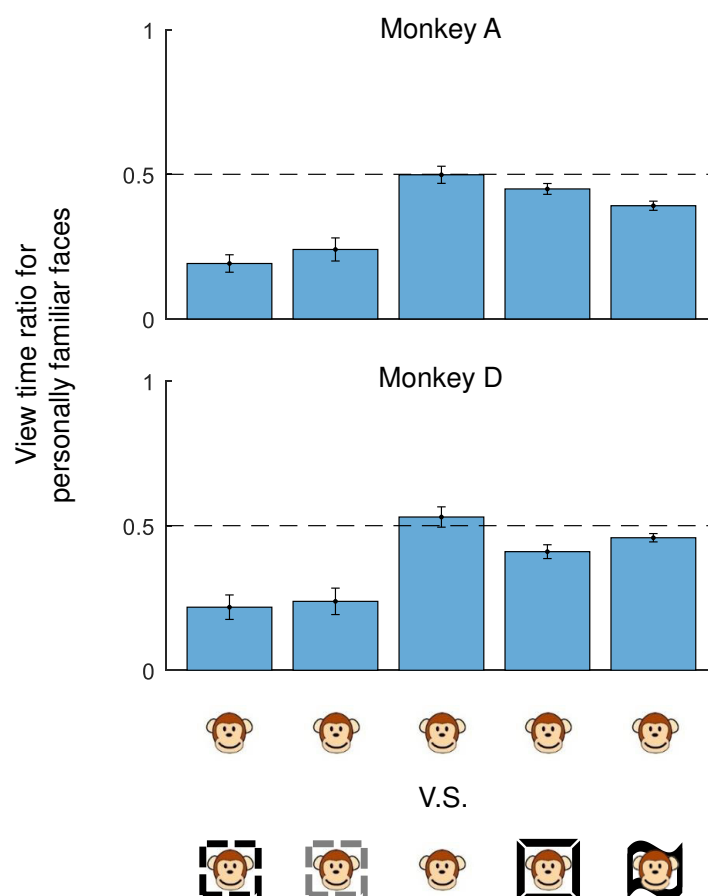 Monkey A
1
0.5
0
View time ratio for
personally familiar faces
Monkey D
1
0.5
0
V.S.